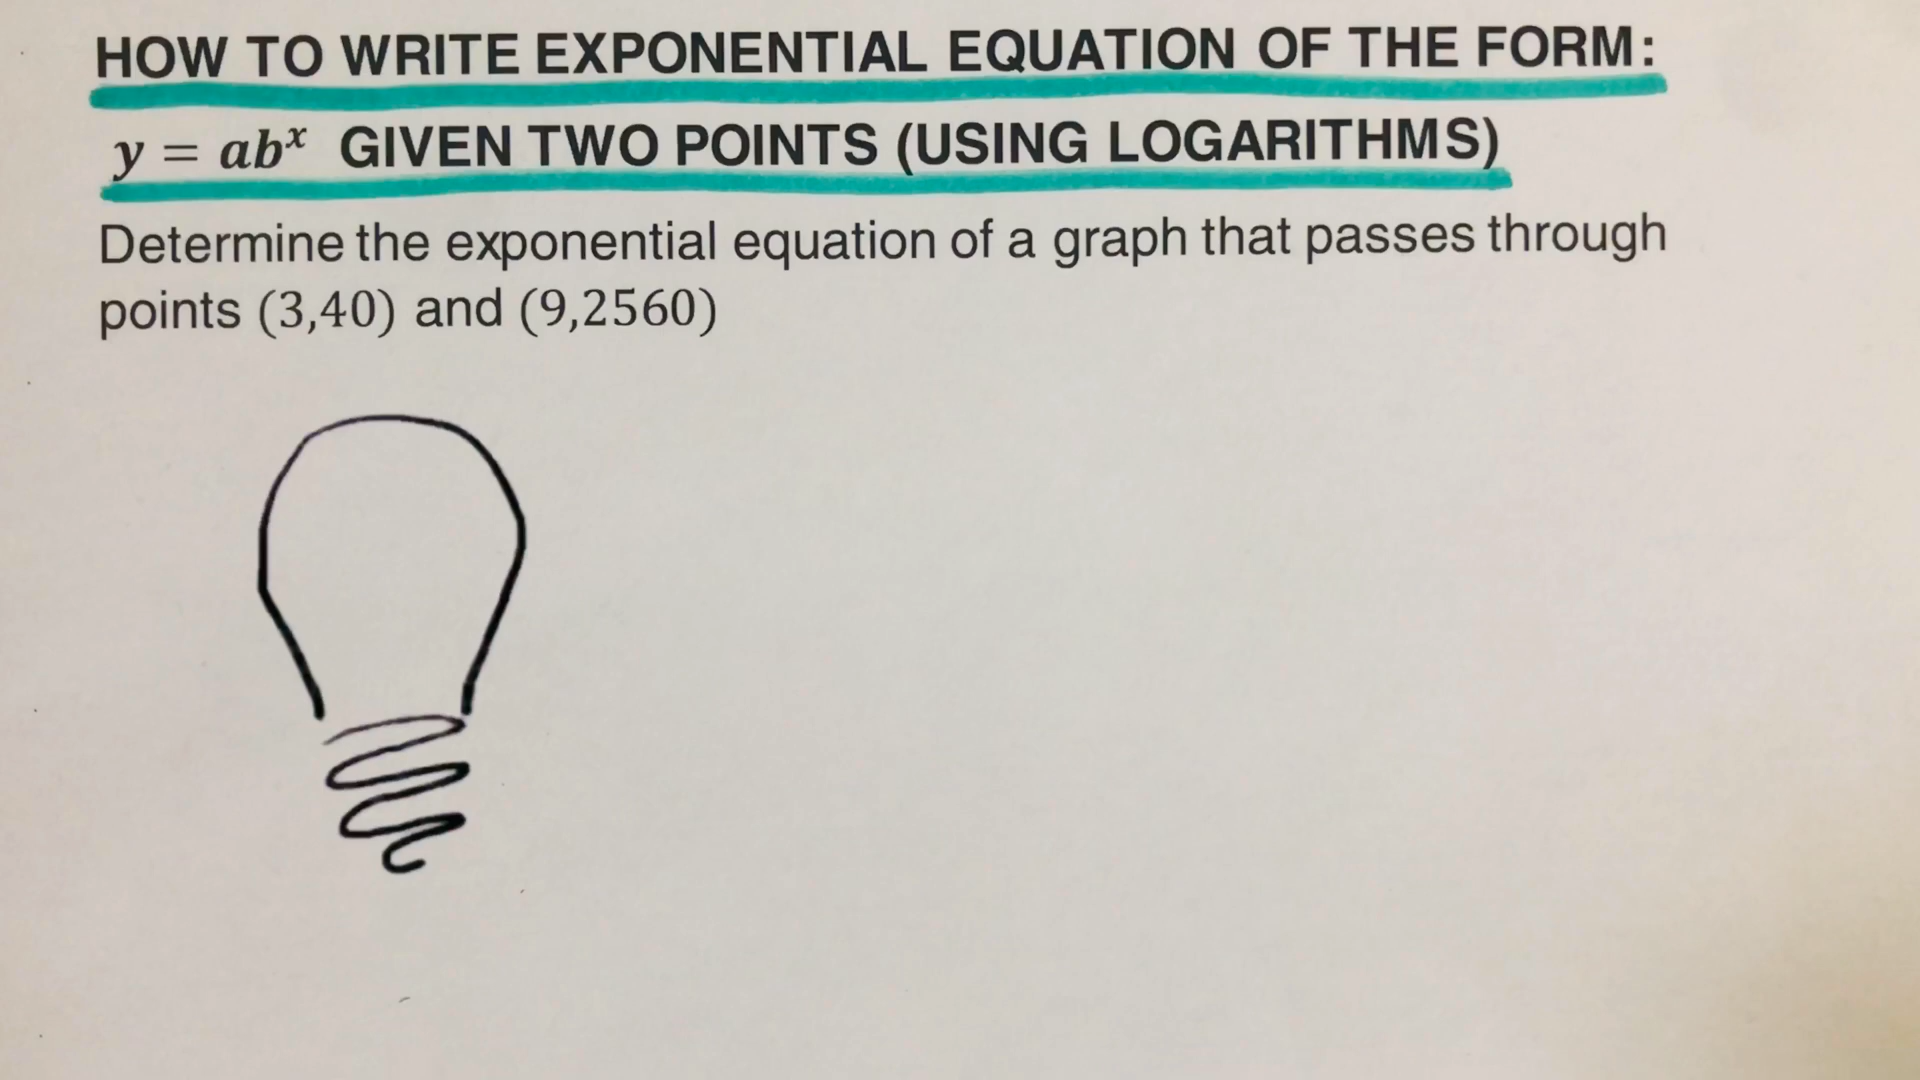 HOW TO WRITE EXPONENTIAL EQUATION OF THE FORM:
y = abˣ GIVEN TWO POINTS (USING LOGARITHMS)
Determine the exponential equation of a graph that passes through
points (3,40) and (9,2560)